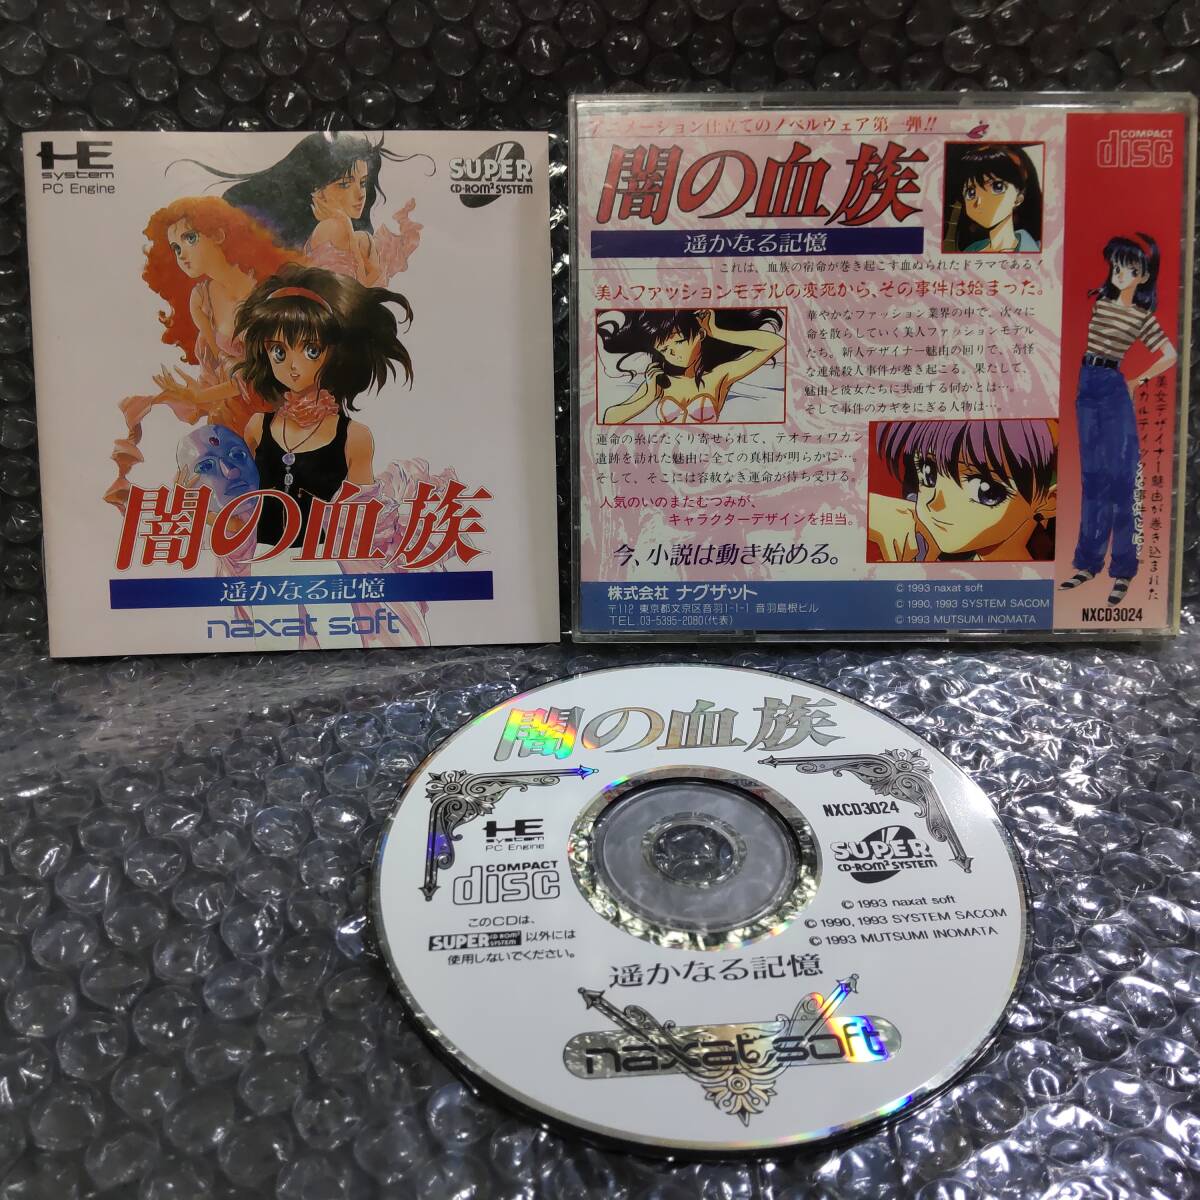 HE
system
PC Engine
SUPER
CD-ROM² SYSTEM
闇の血族
遥かなる記憶
naxat soft
アニメーション仕立てのノベルウェア第一弾!!
闇の血族
遥かなる記憶
これは、血族の宿命が巻き起こす血ぬられたドラマである!
美人ファッションモデルの変死から、その事件は始まった。
華やかなファッション業界の中で、次々に
命を散らしていく美人ファッションモデル
たち。新人デザイナー魅由の回りで、奇怪
な連続殺人事件が巻き起こる。果たして、
魅由と彼女たちに共通する何かとは…。
そして事件のカギをにぎる人物は…。
運命の糸にたぐり寄せられて、テオティワカン
遺跡を訪れた魅由に全ての真相が明らかに…。
そして、そこには容赦なき運命が待ち受ける。
人気のいのまたむつみが、
キャラクターデザインを担当。
今、小説は動き始める。
株式会社 ナグザット
〒112 東京都文京区音羽1-1-1 音羽島根ビル
TEL 03-5395-2080(代表)
© 1993 naxat soft
© 1990, 1993 SYSTEM SACOM
© 1993 MUTSUMI INOMATA
COMPACT
disc
美女デザイナー魅由が巻き込まれた
オカルティックな事件とは…
NXCD3024
闇の血族
NXCD3024
HE
system
PC Engine
COMPACT
disc
このCDは、
SUPER CD-ROM² SYSTEM 以外には
使用しないでください。
SUPER
CD-ROM² SYSTEM
© 1993 naxat soft
© 1990, 1993 SYSTEM SACOM
© 1993 MUTSUMI INOMATA
遥かなる記憶
naxat soft